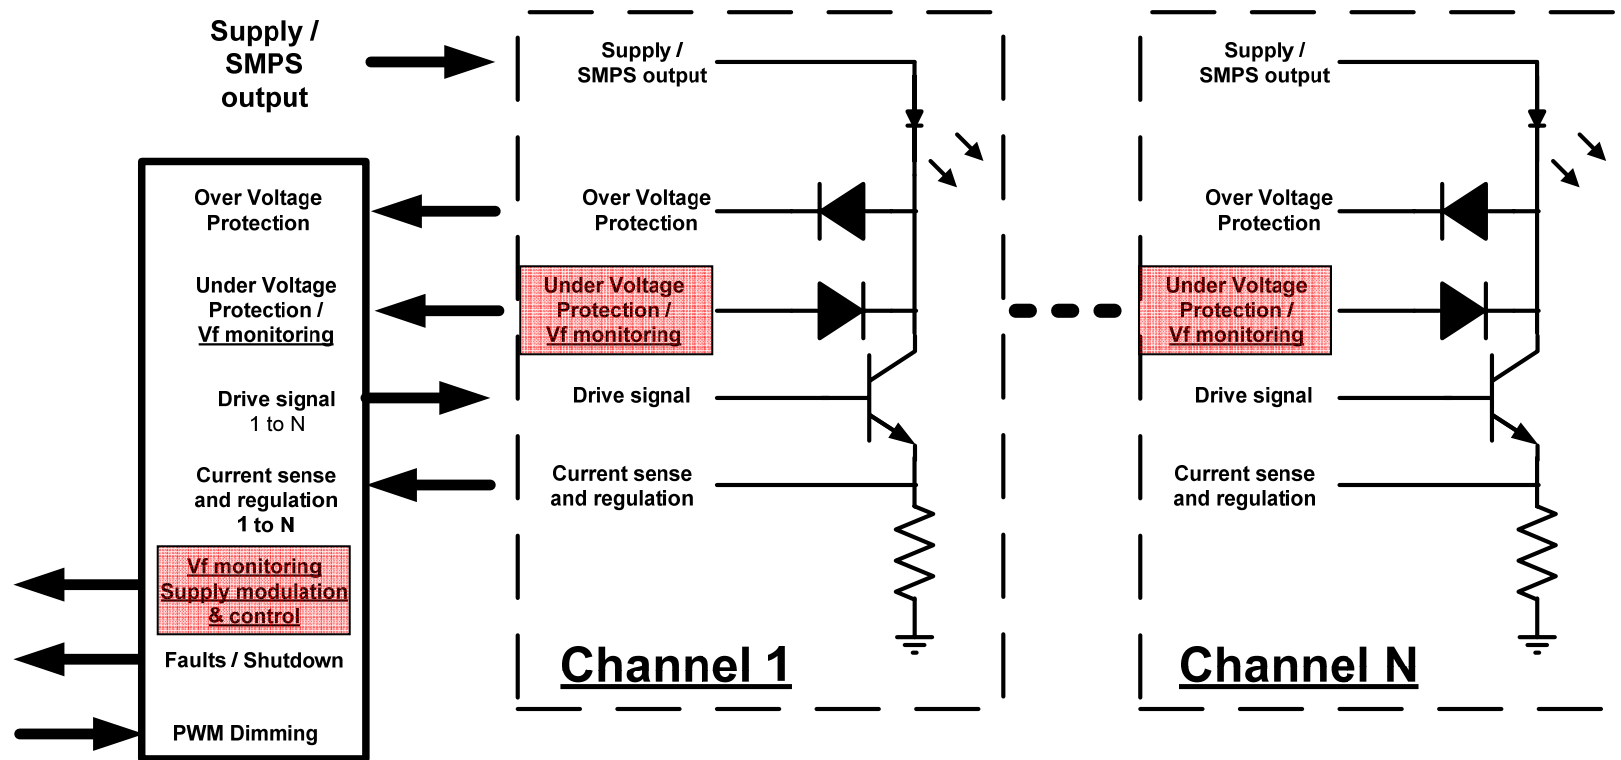 Supply /
SMPS
output
Over Voltage
Protection
Under Voltage
Protection /
Vf monitoring
Drive signal
1 to N
Current sense
and regulation
1 to N
Vf monitoring
Supply modulation
& control
Faults / Shutdown
PWM Dimming
Supply /
SMPS output
Over Voltage
Protection
Under Voltage
Protection /
Vf monitoring
Drive signal
Current sense
and regulation
Channel 1
Supply /
SMPS output
Over Voltage
Protection
Under Voltage
Protection /
Vf monitoring
Drive signal
Current sense
and regulation
Channel N